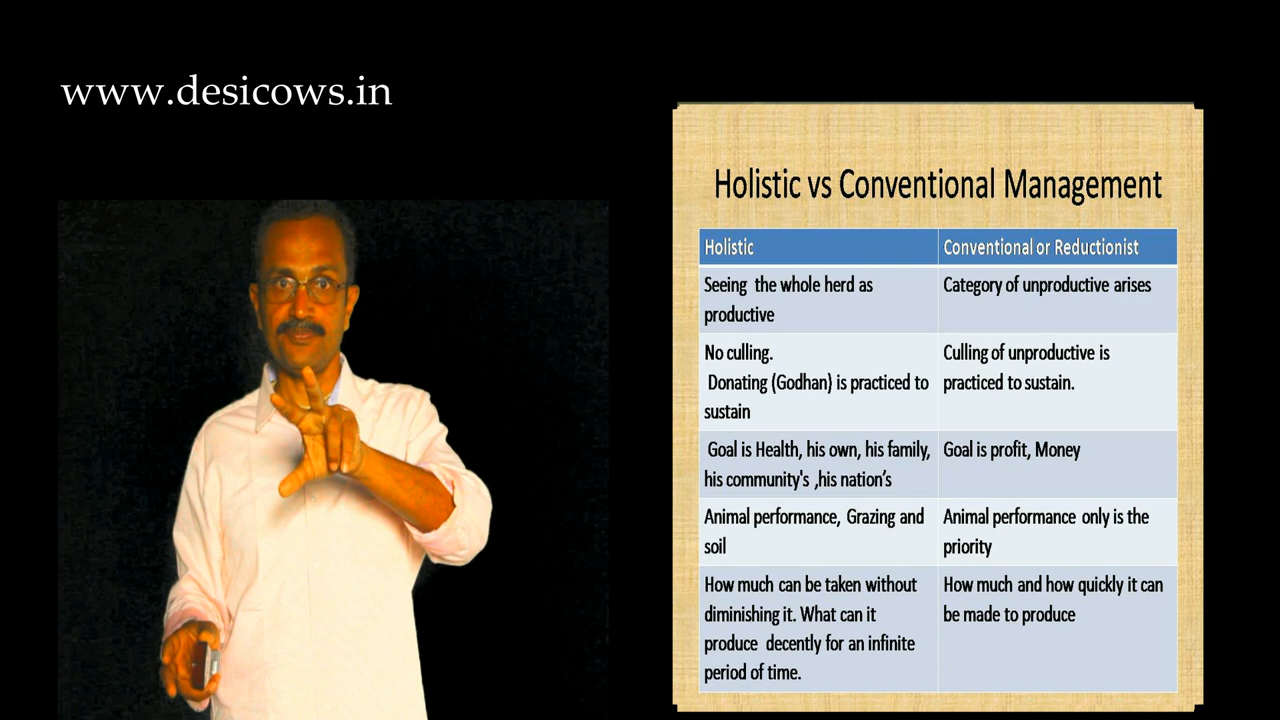 www.desicows.in
Holistic vs Conventional Management
Holistic
Conventional or Reductionist
Seeing the whole herd as
productive
Category of unproductive arises
No culling.
Donating (Godhan) is practiced to
sustain
Culling of unproductive is
practiced to sustain.
Goal is Health, his own, his family,
his community's ,his nation's
Goal is profit, Money
Animal performance, Grazing and
soil
Animal performance only is the
priority
How much can be taken without
diminishing it. What can it
produce decently for an infinite
period of time.
How much and how quickly it can
be made to produce